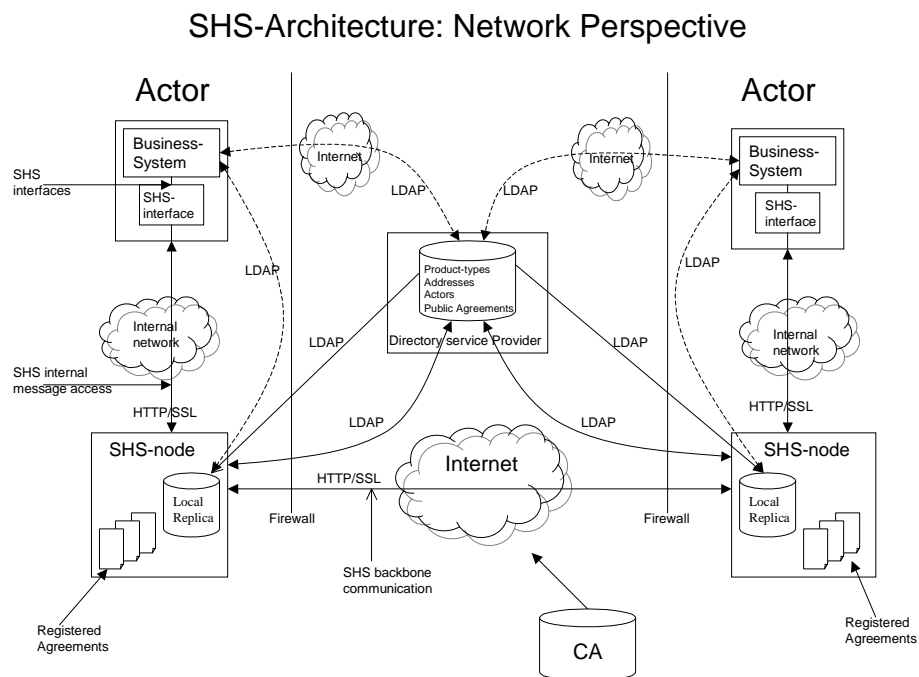 SHS-Architecture: Network Perspective
Actor
Actor
Business-
System
SHS
interfaces
SHS-
interface
Internet
Internet
Business-
System
SHS-
interface
LDAP
LDAP
LDAP
LDAP
Product-types
Addresses
Actors
Public Agreements
Directory service Provider
Internal
network
Internal
network
LDAP
LDAP
SHS internal
message access
HTTP/SSL
HTTP/SSL
LDAP
LDAP
SHS-node
SHS-node
Internet
HTTP/SSL
Local
Replica
Local
Replica
Firewall
Firewall
SHS backbone
communication
Registered
Agreements
Registered
Agreements
CA